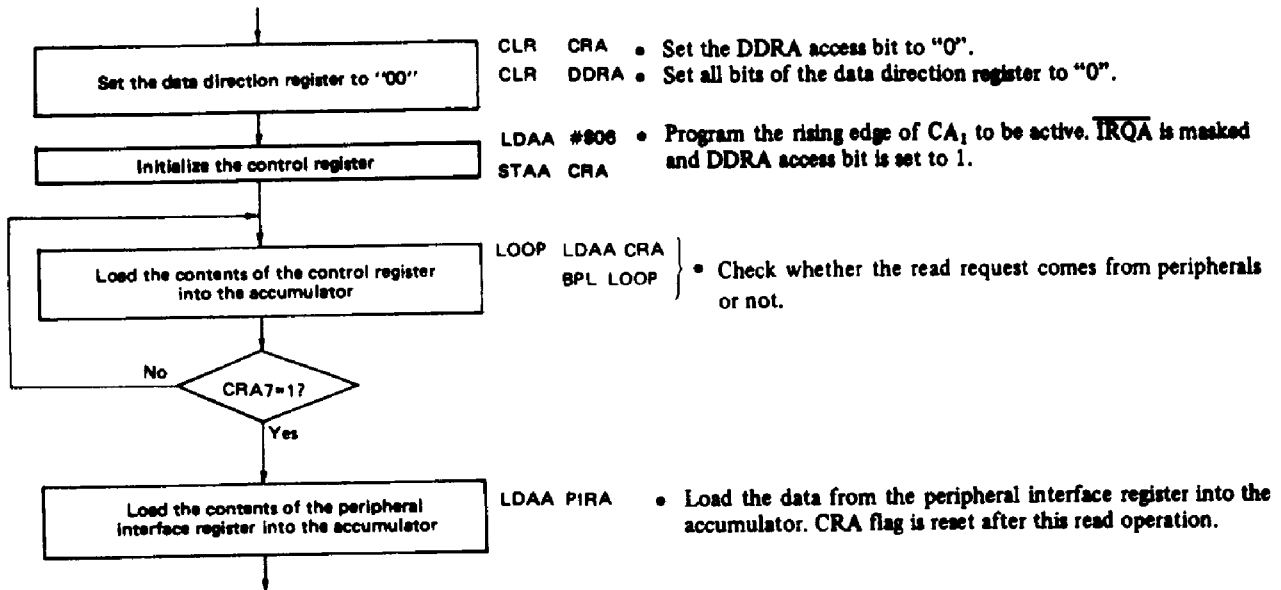 Set the data direction register to "00"
CLR CRA • Set the DDRA access bit to "0".
CLR DDRA • Set all bits of the data direction register to "0".
Initialize the control register
LDAA #$06 • Program the rising edge of CA₁ to be active. I̅R̅Q̅A̅ is masked
STAA CRA and DDRA access bit is set to 1.
Load the contents of the control register
into the accumulator
LOOP LDAA CRA
BPL LOOP
• Check whether the read request comes from peripherals
or not.
No
CRA7=1?
Yes
Load the contents of the peripheral
interface register into the accumulator
LDAA PIRA • Load the data from the peripheral interface register into the
accumulator. CRA flag is reset after this read operation.